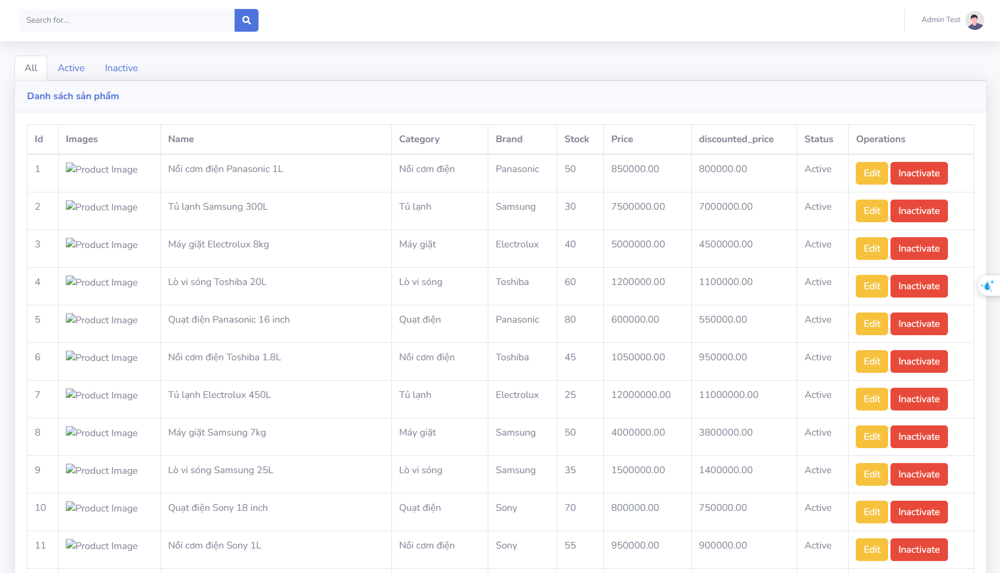 Search for...
Admin Test
All Active Inactive
Danh sách sản phẩm
Id Images Name Category Brand Stock Price discounted_price Status Operations
1 Product Image Nồi cơm điện Panasonic 1L Nồi cơm điện Panasonic 50 850000.00 800000.00 Active Edit Inactivate
2 Product Image Tủ lạnh Samsung 300L Tủ lạnh Samsung 30 7500000.00 7000000.00 Active Edit Inactivate
3 Product Image Máy giặt Electrolux 8kg Máy giặt Electrolux 40 5000000.00 4500000.00 Active Edit Inactivate
4 Product Image Lò vi sóng Toshiba 20L Lò vi sóng Toshiba 60 1200000.00 1100000.00 Active Edit Inactivate
5 Product Image Quạt điện Panasonic 16 inch Quạt điện Panasonic 80 600000.00 550000.00 Active Edit Inactivate
6 Product Image Nồi cơm điện Toshiba 1.8L Nồi cơm điện Toshiba 45 1050000.00 950000.00 Active Edit Inactivate
7 Product Image Tủ lạnh Electrolux 450L Tủ lạnh Electrolux 25 12000000.00 11000000.00 Active Edit Inactivate
8 Product Image Máy giặt Samsung 7kg Máy giặt Samsung 50 4000000.00 3800000.00 Active Edit Inactivate
9 Product Image Lò vi sóng Samsung 25L Lò vi sóng Samsung 35 1500000.00 1400000.00 Active Edit Inactivate
10 Product Image Quạt điện Sony 18 inch Quạt điện Sony 70 800000.00 750000.00 Active Edit Inactivate
11 Product Image Nồi cơm điện Sony 1L Nồi cơm điện Sony 55 950000.00 900000.00 Active Edit Inactivate